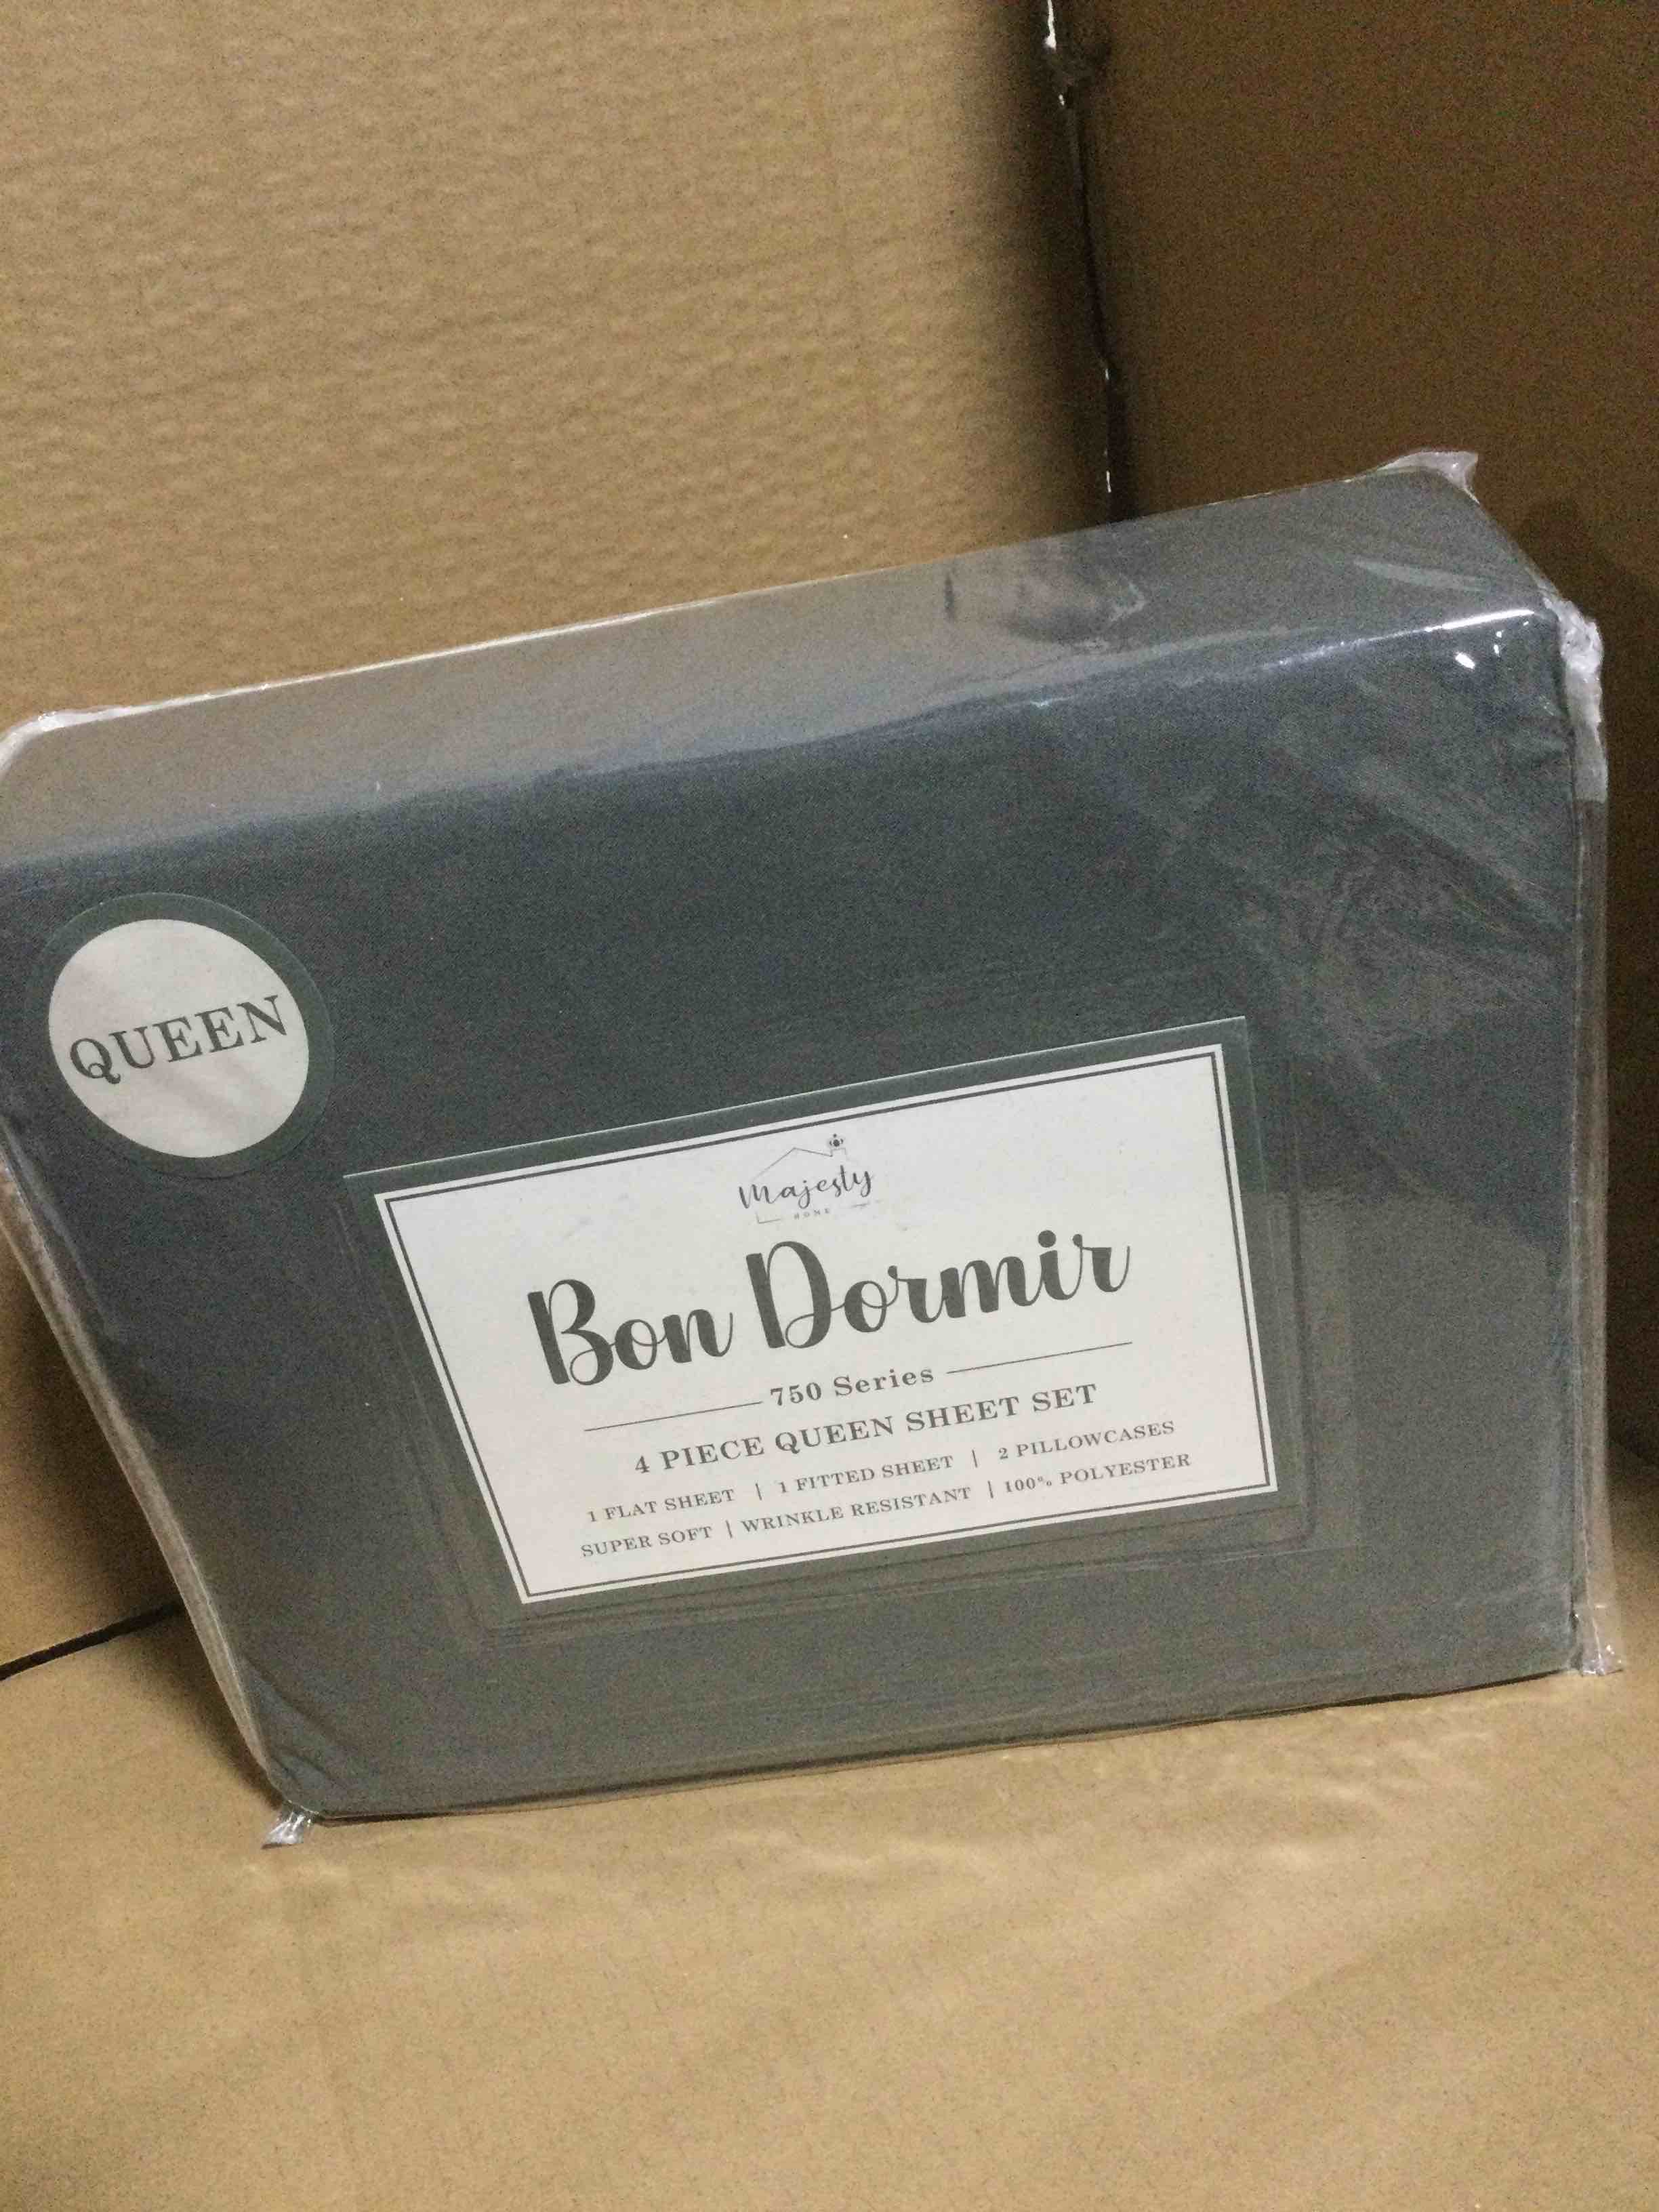 QUEEN
Majesty
HOME
Bon Dormir
750 Series
4 PIECE QUEEN SHEET SET
1 FLAT SHEET | 1 FITTED SHEET | 2 PILLOWCASES
SUPER SOFT | WRINKLE RESISTANT | 100% POLYESTER